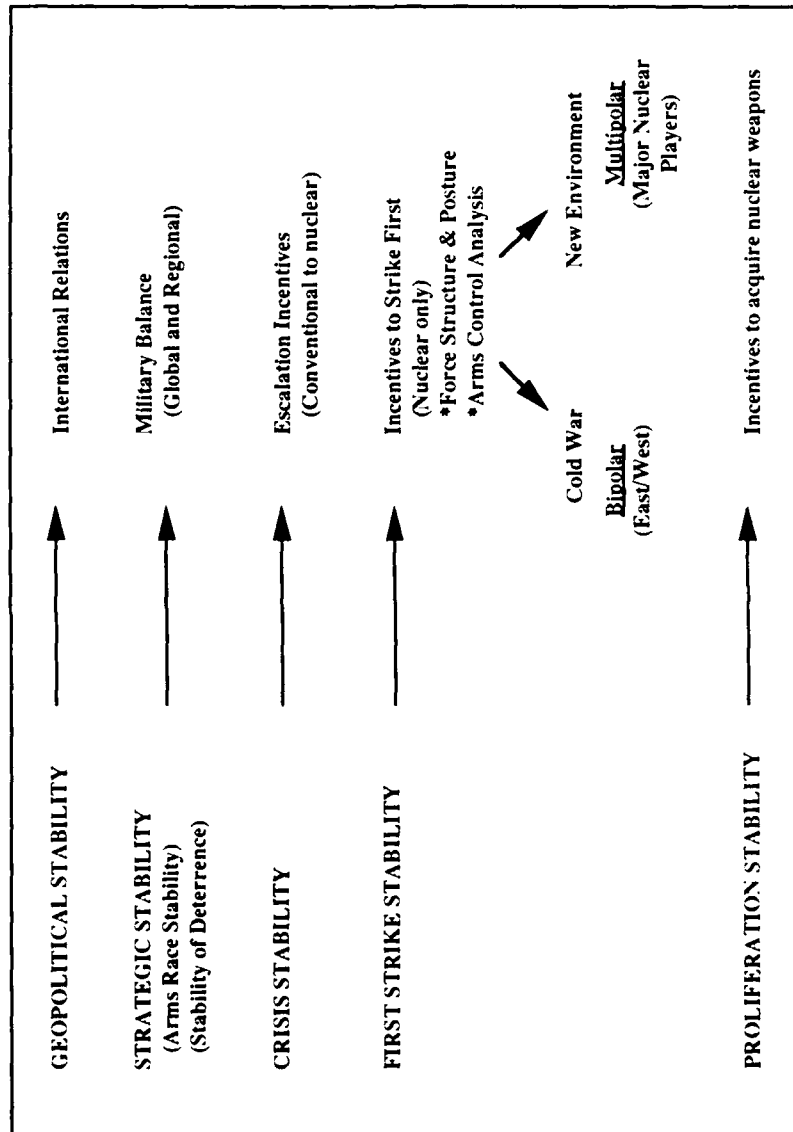 GEOPOLITICAL STABILITY
International Relations
STRATEGIC STABILITY
(Arms Race Stability)
(Stability of Deterrence)
Military Balance
(Global and Regional)
CRISIS STABILITY
Escalation Incentives
(Conventional to nuclear)
FIRST STRIKE STABILITY
Incentives to Strike First
(Nuclear only)
*Force Structure & Posture
*Arms Control Analysis
Cold War
Bipolar
(East/West)
New Environment
Multipolar
(Major Nuclear
Players)
PROLIFERATION STABILITY
Incentives to acquire nuclear weapons